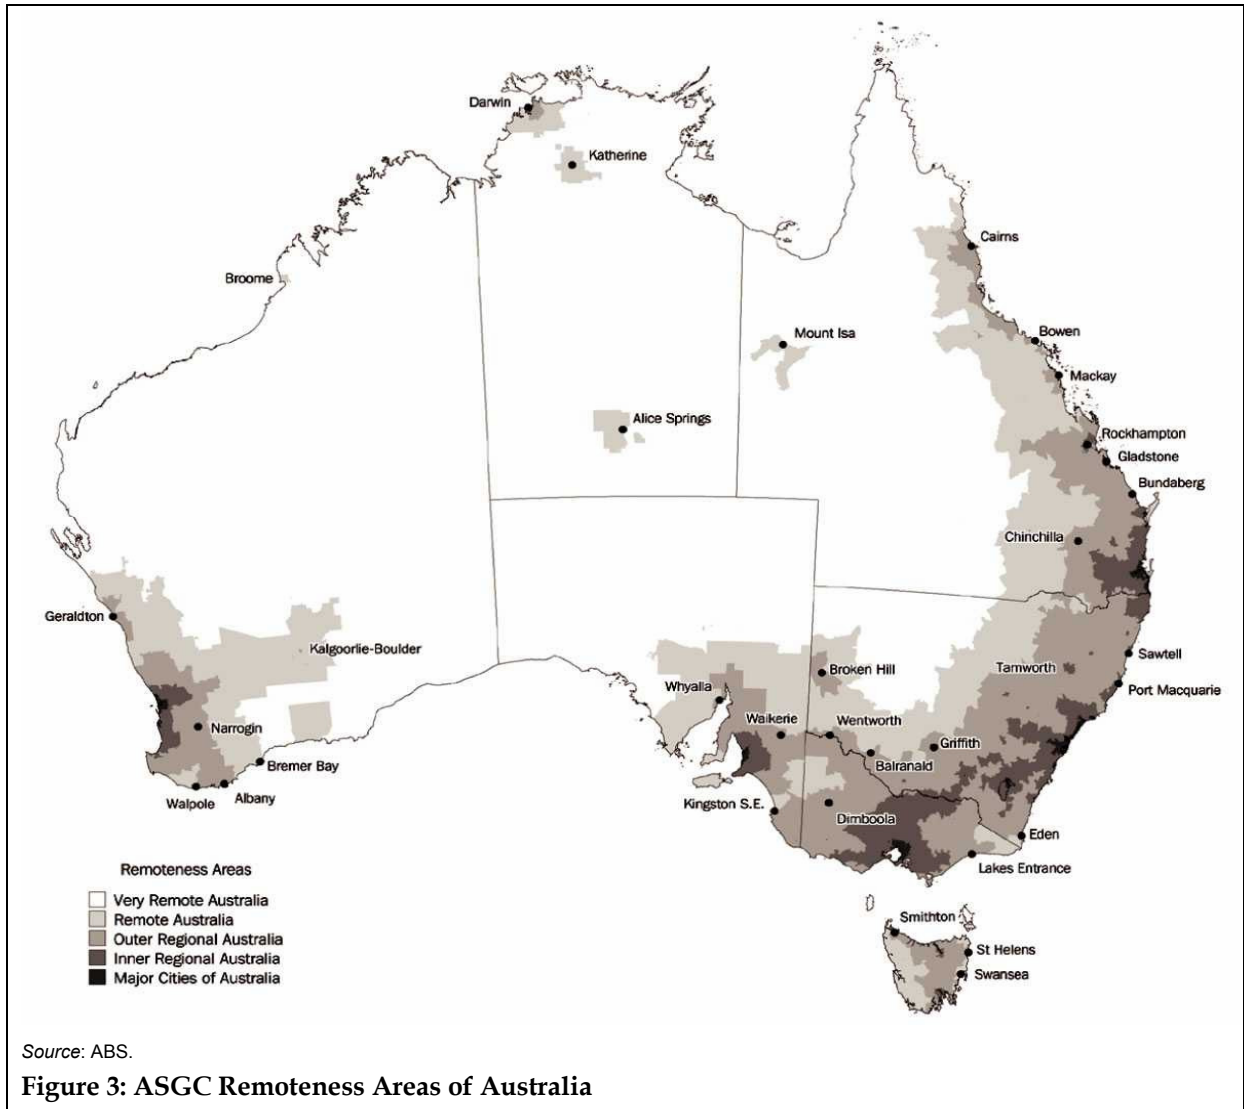 Darwin
Katherine
Cairns
Broome
Mount Isa
Bowen
Mackay
Alice Springs
Rockhampton
Gladstone
Bundaberg
Chinchilla
Geraldton
Kalgoorlie-Boulder
Sawtell
Tamworth
Broken Hill
Whyalla
Port Macquarie
Narrogin
Waikerie
Wentworth
Griffith
Bremer Bay
Balranald
Walpole
Albany
Kingston S.E.
Dimboola
Eden
Lakes Entrance
Remoteness Areas
Very Remote Australia
Remote Australia
Outer Regional Australia
Inner Regional Australia
Major Cities of Australia
Smithton
St Helens
Swansea
Source: ABS.
Figure 3: ASGC Remoteness Areas of Australia